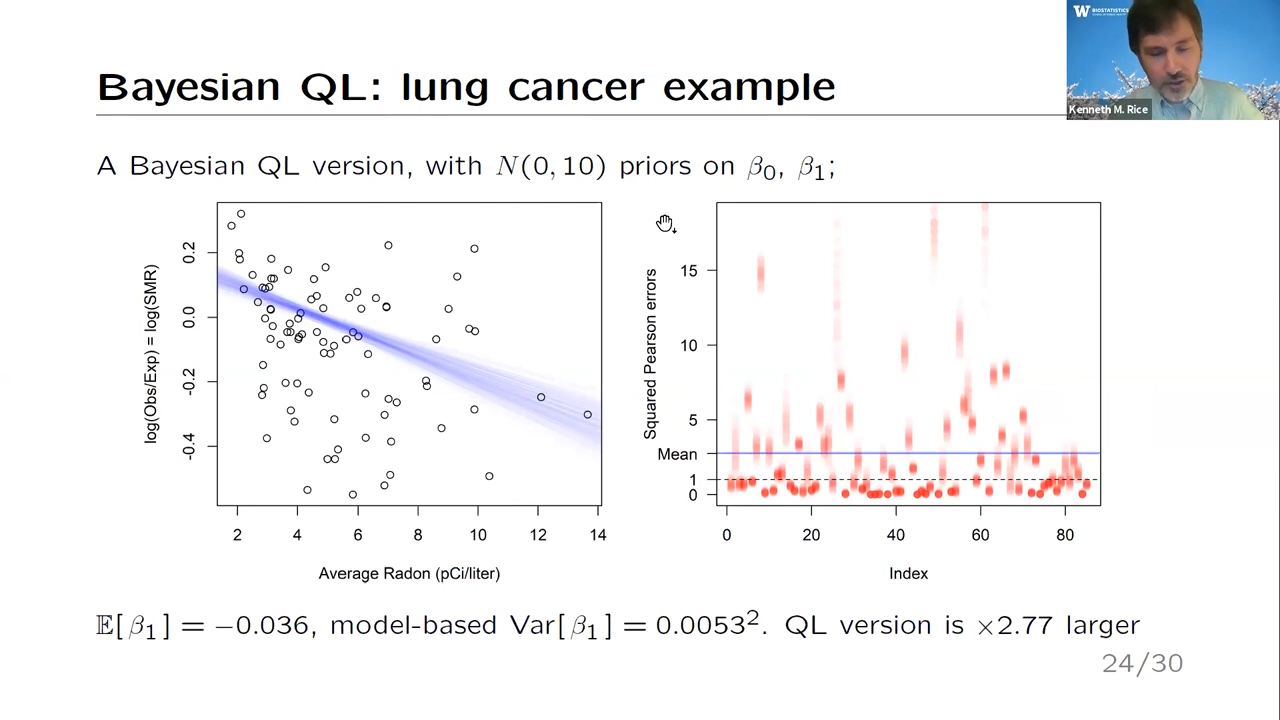 W BIOSTATISTICS
Kenneth M. Rice
Bayesian QL: lung cancer example
A Bayesian QL version, with N(0, 10) priors on β₀, β₁;
log(Obs/Exp) = log(SMR)
0.2
0.0
-0.2
-0.4
2 4 6 8 10 12 14
Average Radon (pCi/liter)
Squared Pearson errors
15
10
5
Mean
1
0
0 20 40 60 80
Index
𝔼[β₁] = −0.036, model-based Var[β₁] = 0.0053². QL version is ×2.77 larger
24/30